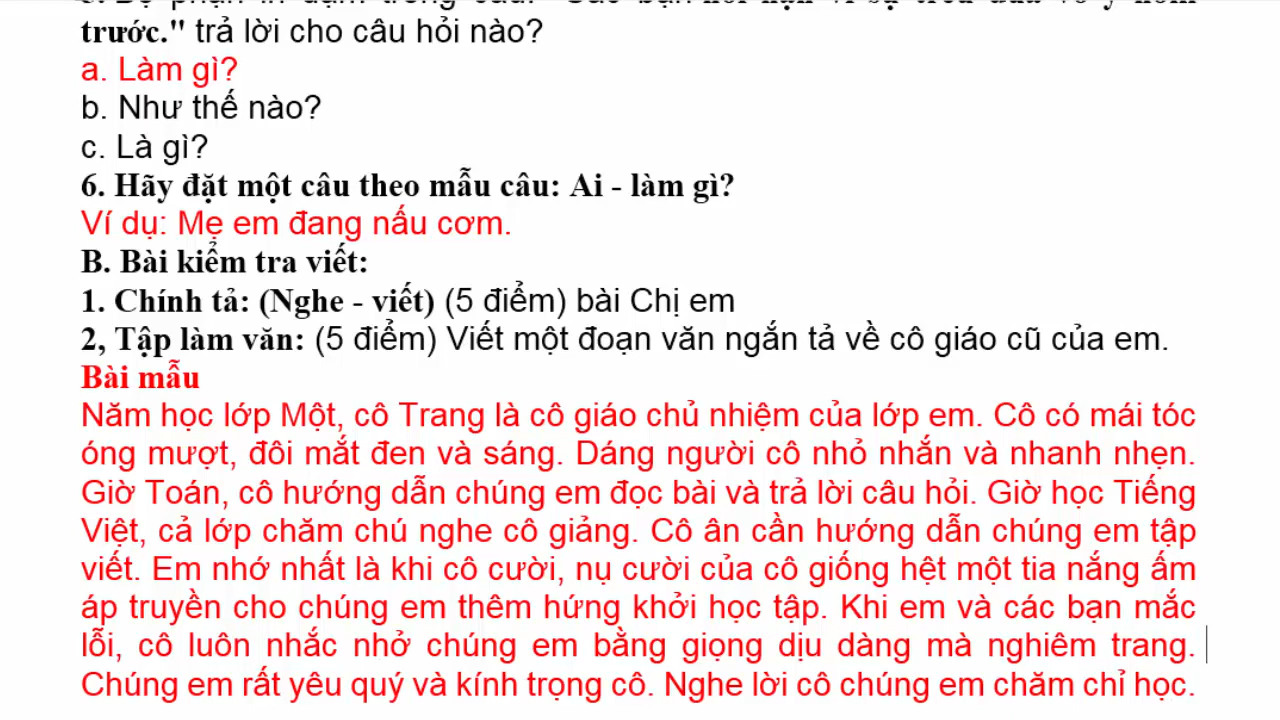 trước." trả lời cho câu hỏi nào?
a. Làm gì?
b. Như thế nào?
c. Là gì?
6. Hãy đặt một câu theo mẫu câu: Ai - làm gì?
Ví dụ: Mẹ em đang nấu cơm.
B. Bài kiểm tra viết:
1. Chính tả: (Nghe - viết) (5 điểm) bài Chị em
2, Tập làm văn: (5 điểm) Viết một đoạn văn ngắn tả về cô giáo cũ của em.
Bài mẫu
Năm học lớp Một, cô Trang là cô giáo chủ nhiệm của lớp em. Cô có mái tóc
óng mượt, đôi mắt đen và sáng. Dáng người cô nhỏ nhắn và nhanh nhẹn.
Giờ Toán, cô hướng dẫn chúng em đọc bài và trả lời câu hỏi. Giờ học Tiếng
Việt, cả lớp chăm chú nghe cô giảng. Cô ân cần hướng dẫn chúng em tập
viết. Em nhớ nhất là khi cô cười, nụ cười của cô giống hệt một tia nắng ấm
áp truyền cho chúng em thêm hứng khởi học tập. Khi em và các bạn mắc
lỗi, cô luôn nhắc nhở chúng em bằng giọng dịu dàng mà nghiêm trang.
Chúng em rất yêu quý và kính trọng cô. Nghe lời cô chúng em chăm chỉ học.